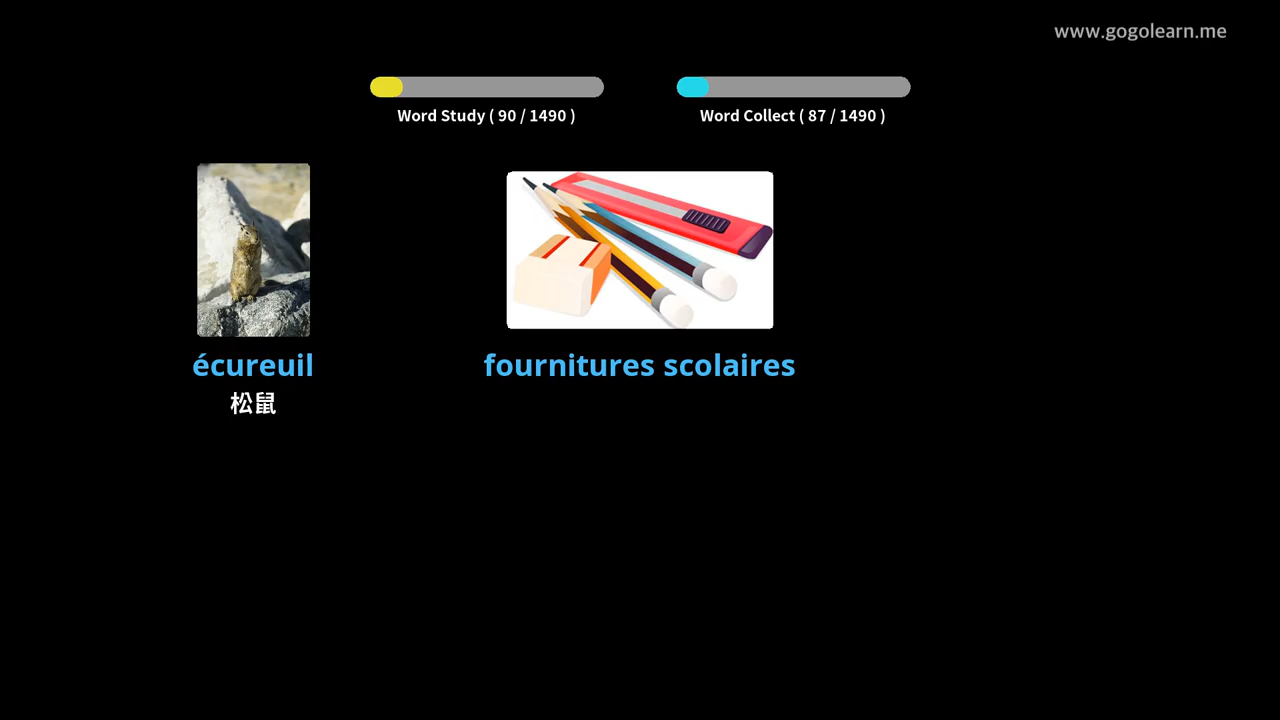 www.gogolearn.me
Word Study ( 90 / 1490 )
Word Collect ( 87 / 1490 )
écureuil
松鼠
fournitures scolaires